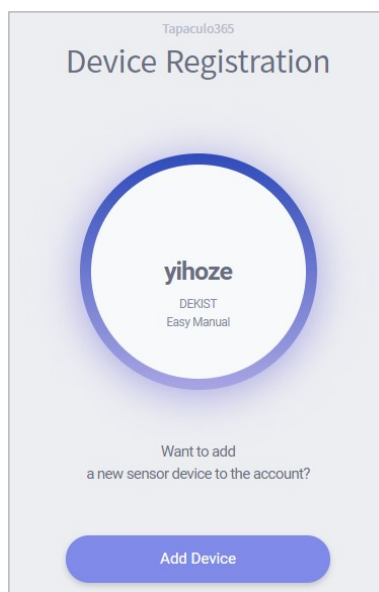 Tapaculo365
Device Registration
yihoze
DEKIST
Easy Manual
Want to add
a new sensor device to the account?
Add Device